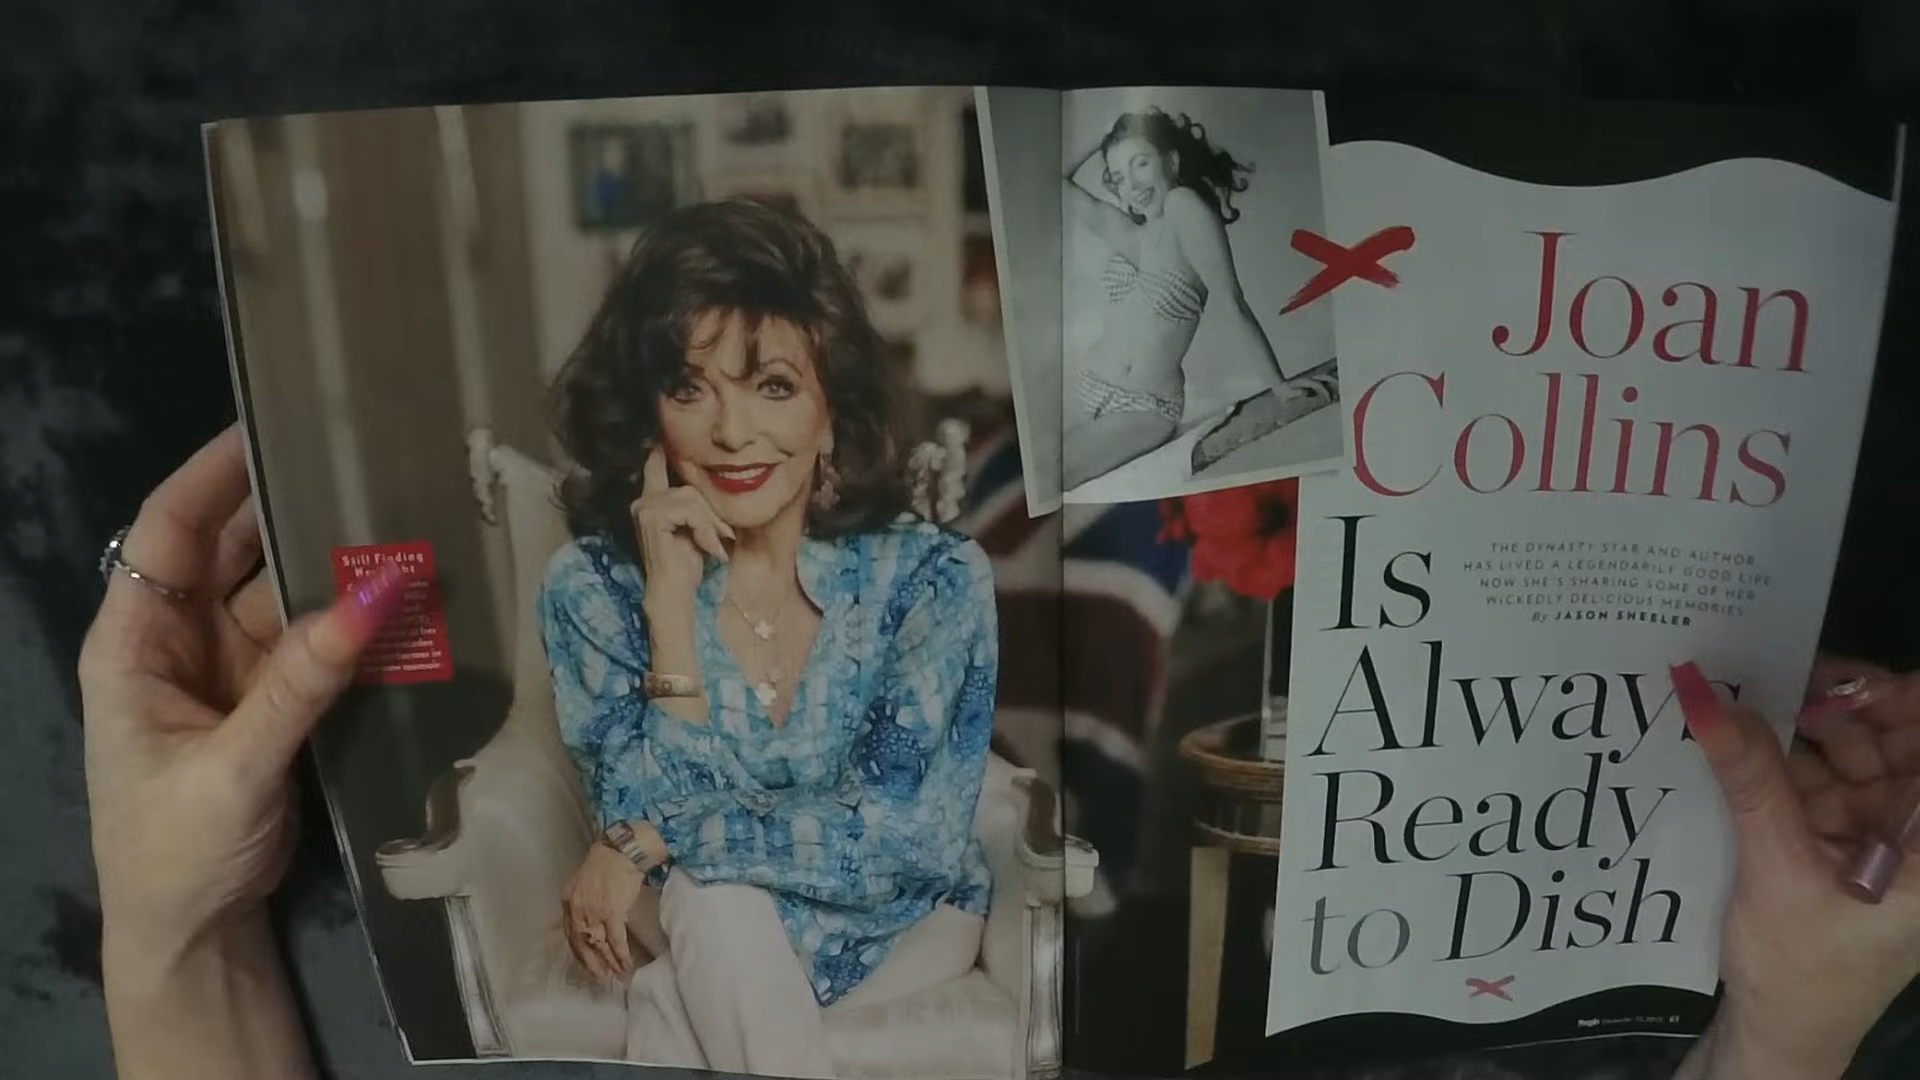 Still Finding
Joan
Collins
Is
THE DYNASTY STAR AND AUTHOR
HAS LIVED A LEGENDARILY GOOD LIFE
NOW SHE'S SHARING SOME OF HER
WICKEDLY DELICIOUS MEMORIES
By JASON SHEELER
Always
Ready
to Dish
People